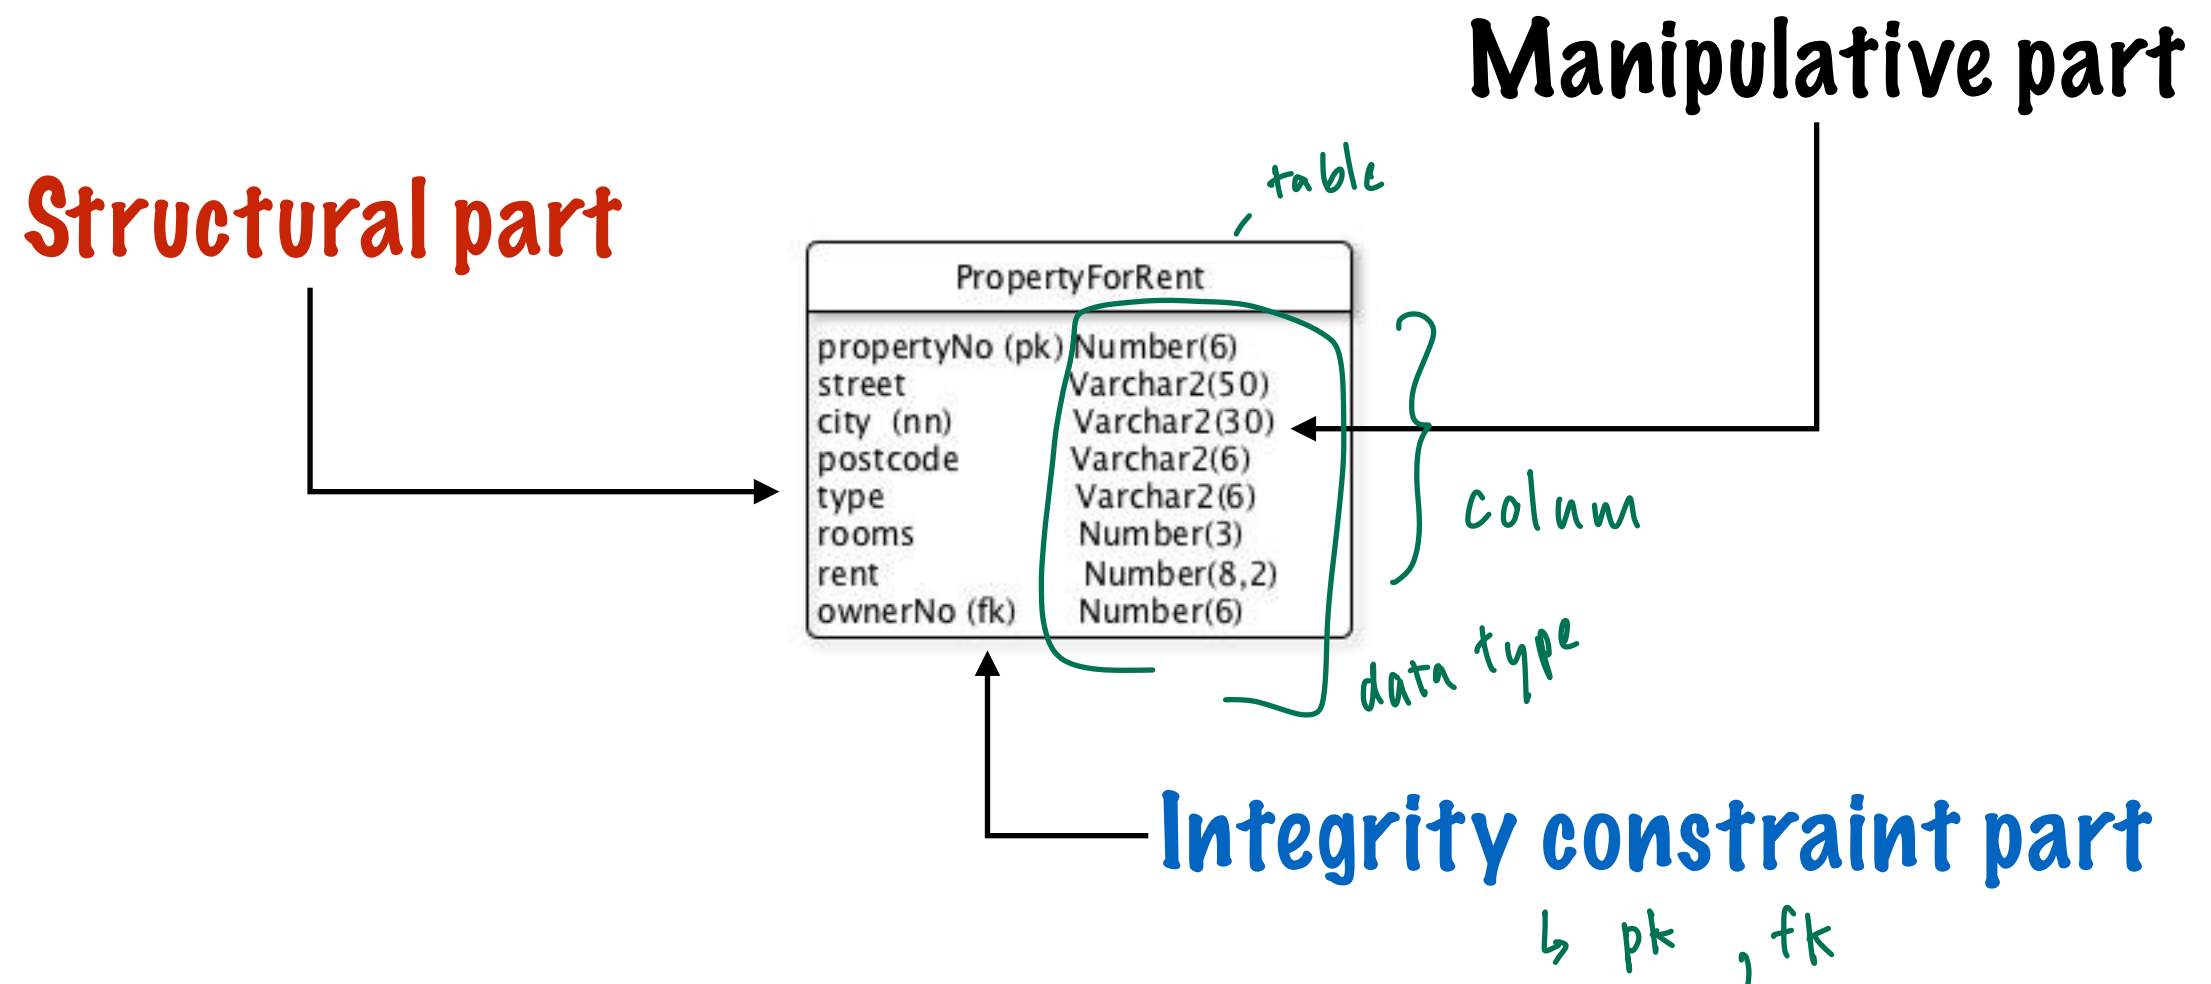 Manipulative part
table
Structural part
PropertyForRent
propertyNo (pk) Number(6)
street Varchar2(50)
city (nn) Varchar2(30)
postcode Varchar2(6)
type Varchar2(6)
rooms Number(3)
rent Number(8,2)
ownerNo (fk) Number(6)
colum
data type
Integrity constraint part
↳ pk , fk